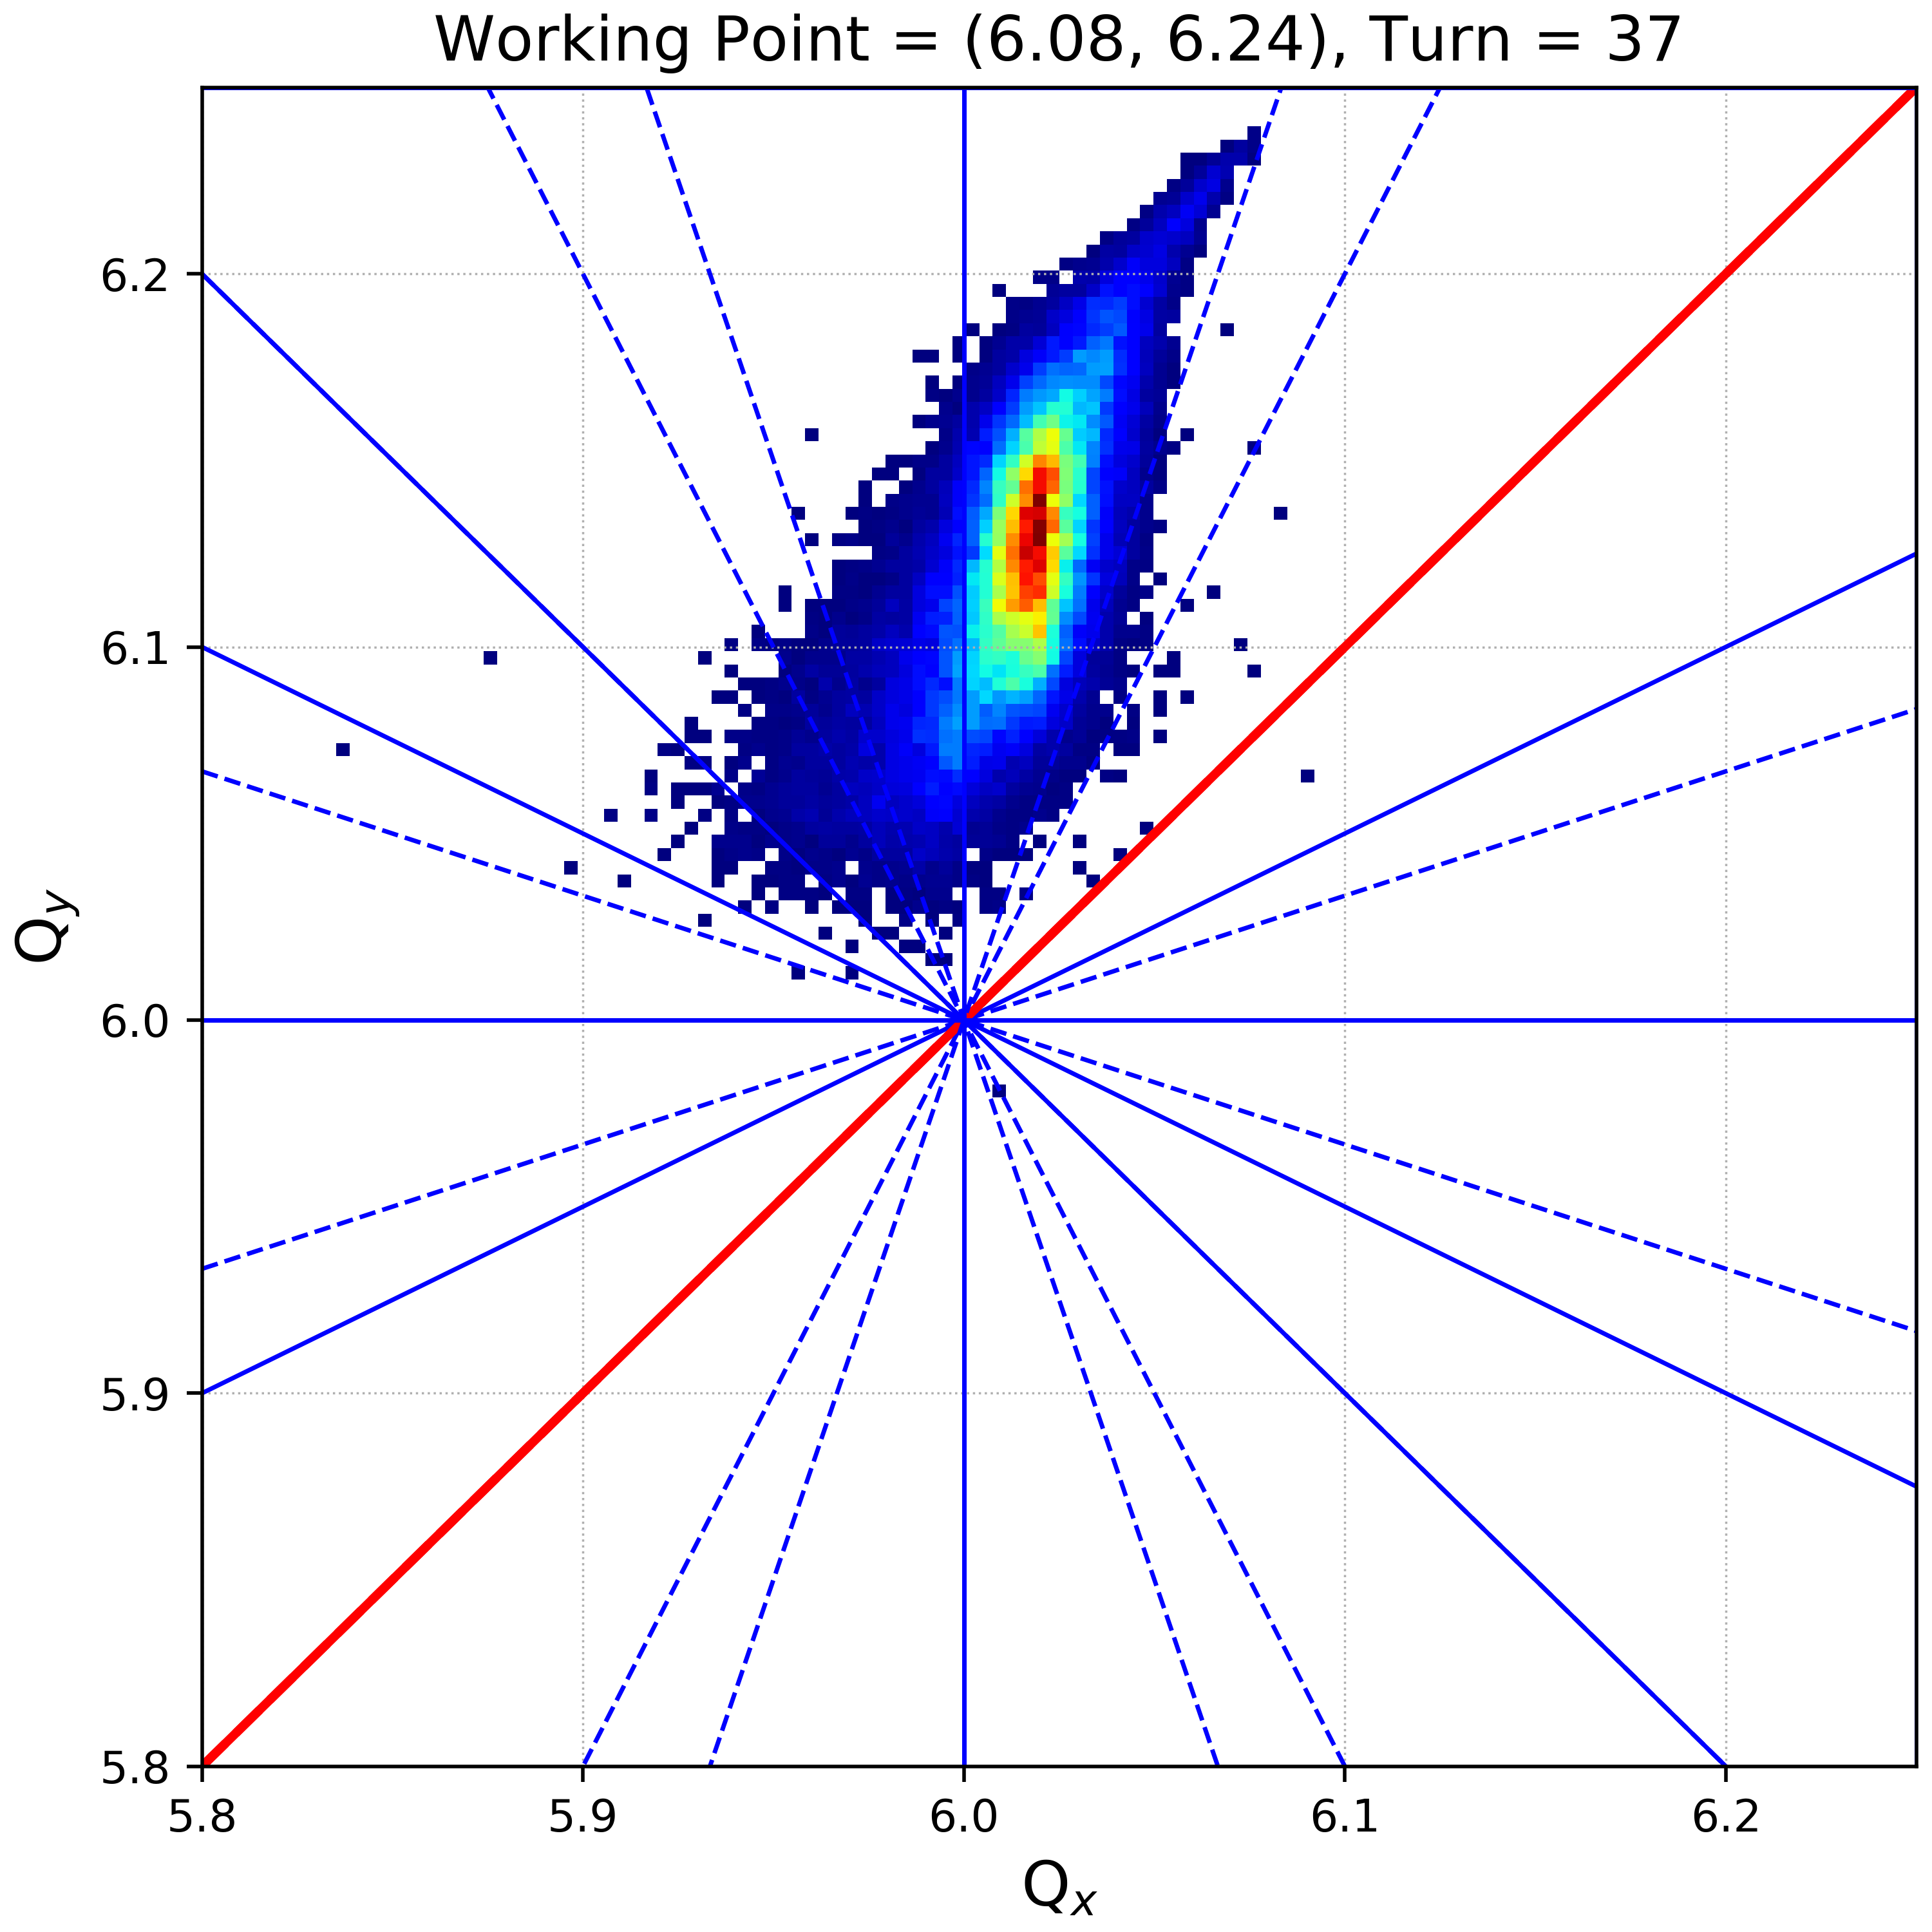 Working Point = (6.08, 6.24), Turn = 37
6.2
6.1
6.0
5.9
5.8
Qy
5.8 5.9 6.0 6.1 6.2
Qx